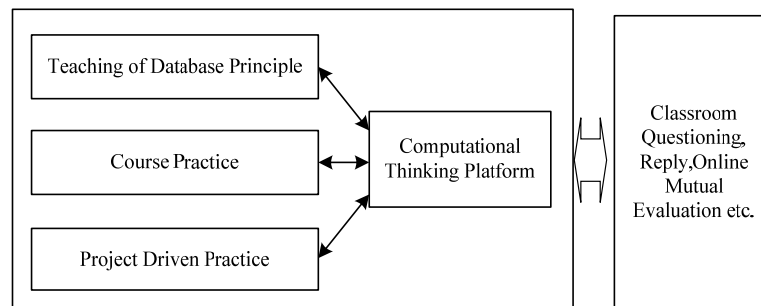 Teaching of Database Principle
Course Practice
Project Driven Practice
Computational
Thinking Platform
Classroom
Questioning,
Reply,Online
Mutual
Evaluation etc.